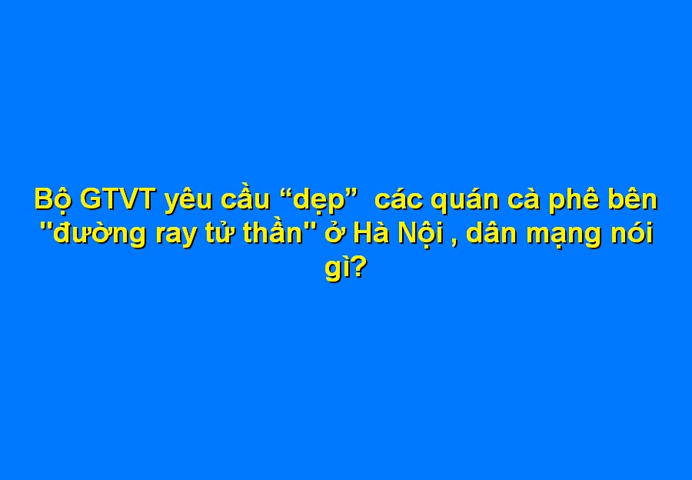 Bộ GTVT yêu cầu “dẹp”  các quán cà phê bên
"đường ray tử thần" ở Hà Nội , dân mạng nói
gì?